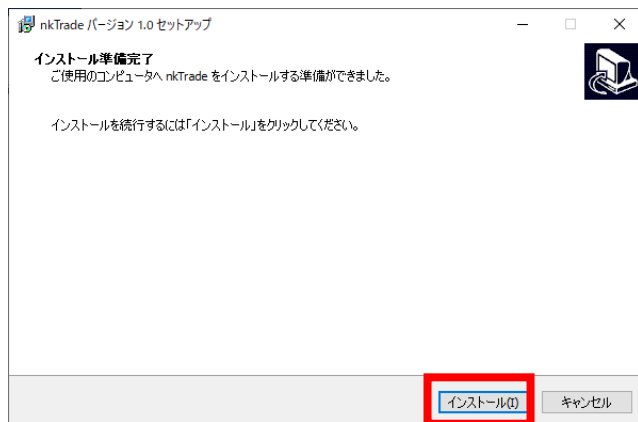 nkTrade バージョン 1.0 セットアップ
インストール準備完了
ご使用のコンピュータへ nkTrade をインストールする準備ができました。
インストールを続行するには「インストール」をクリックしてください。
インストール(I)
キャンセル